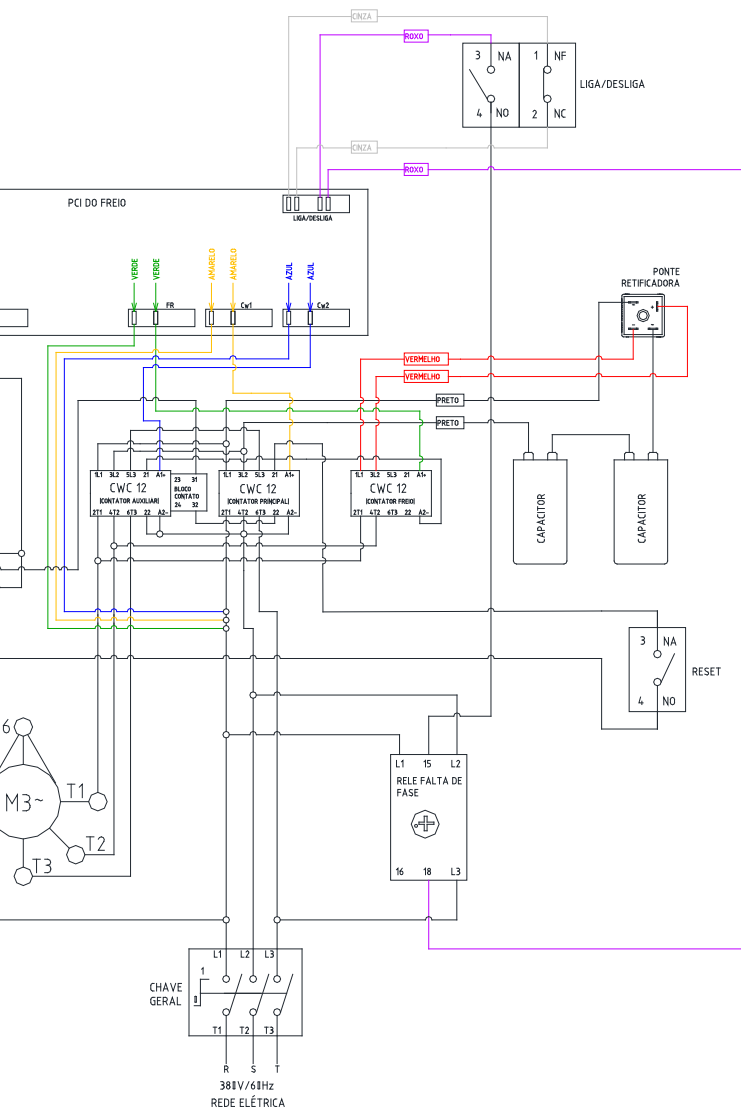 CINZA
ROXO
3 NA
1 NF
LIGA/DESLIGA
4 NO
2 NC
CINZA
ROXO
PCI DO FREIO
LIGA/DESLIGA
VERDE
VERDE
AMARELO
AMARELO
AZUL
AZUL
PONTE
RETIFICADORA
FR
Cw1
Cw2
VERMELHO
VERMELHO
PRETO
PRETO
1L1 3L2 5L3 21 A1+
CWC 12
(CONTATOR AUXILIAR)
2T1 4T2 6T3 22 A2-
23 31
BLOCO
CONTATO
24 32
1L1 3L2 5L3 21 A1+
CWC 12
(CONTATOR PRINCIPAL)
2T1 4T2 6T3 22 A2-
1L1 3L2 5L3 21 A1+
CWC 12
(CONTATOR FREIO)
2T1 4T2 6T3 22 A2-
CAPACITOR
CAPACITOR
3 NA
RESET
4 NO
6
M3~
T1
T2
T3
L1 15 L2
RELE FALTA DE
FASE
16 18 L3
L1 L2 L3
1
CHAVE
GERAL
0
T1 T2 T3
R S T
380V/60Hz
REDE ELÉTRICA